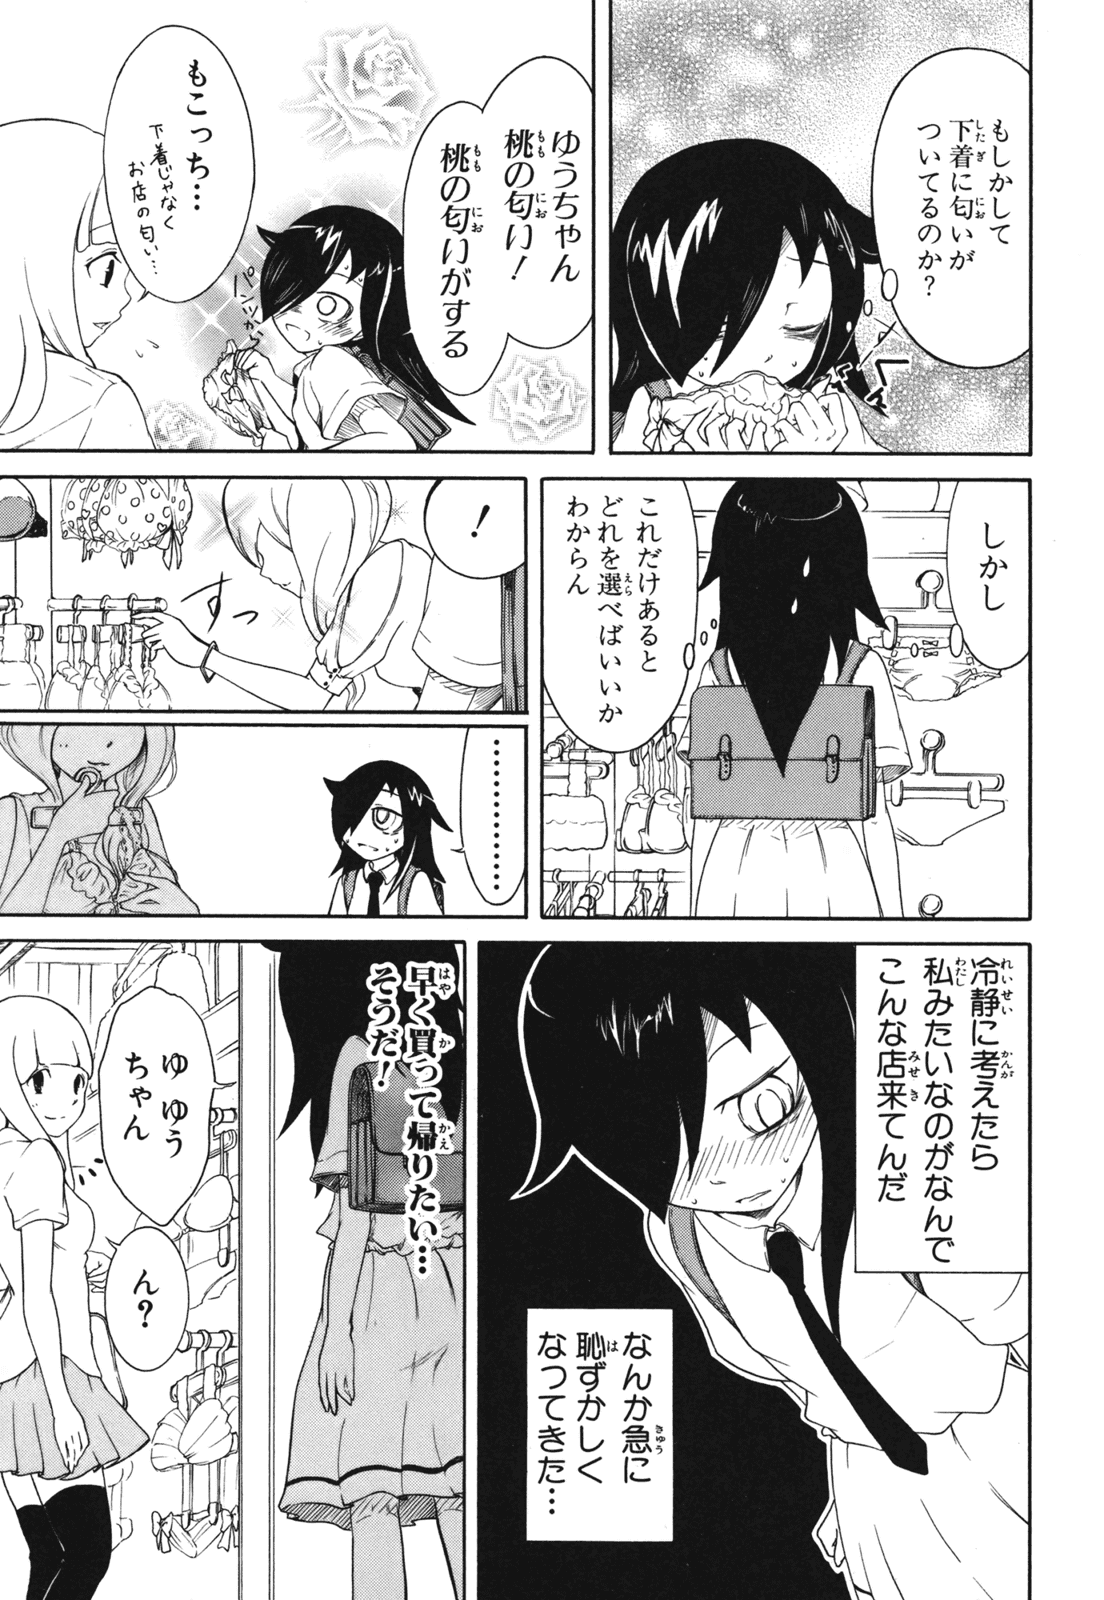 もしかして
下着に匂いが
ついてるのか?
くん
ゆうちゃん
桃の匂い!
桃の匂いがする
パンツから
もこっち…
下着じゃなく
お店の匂い…
しかし
これだけあると
どれを選べばいいか
わからん
!
すっ
…………
冷静に考えたら
私みたいなのがなんで
こんな店来てんだ
なんか急に
恥ずかしく
なってきた…
早く買って帰りたい…
そうだ!
ゆゆう
ちゃん
ん?